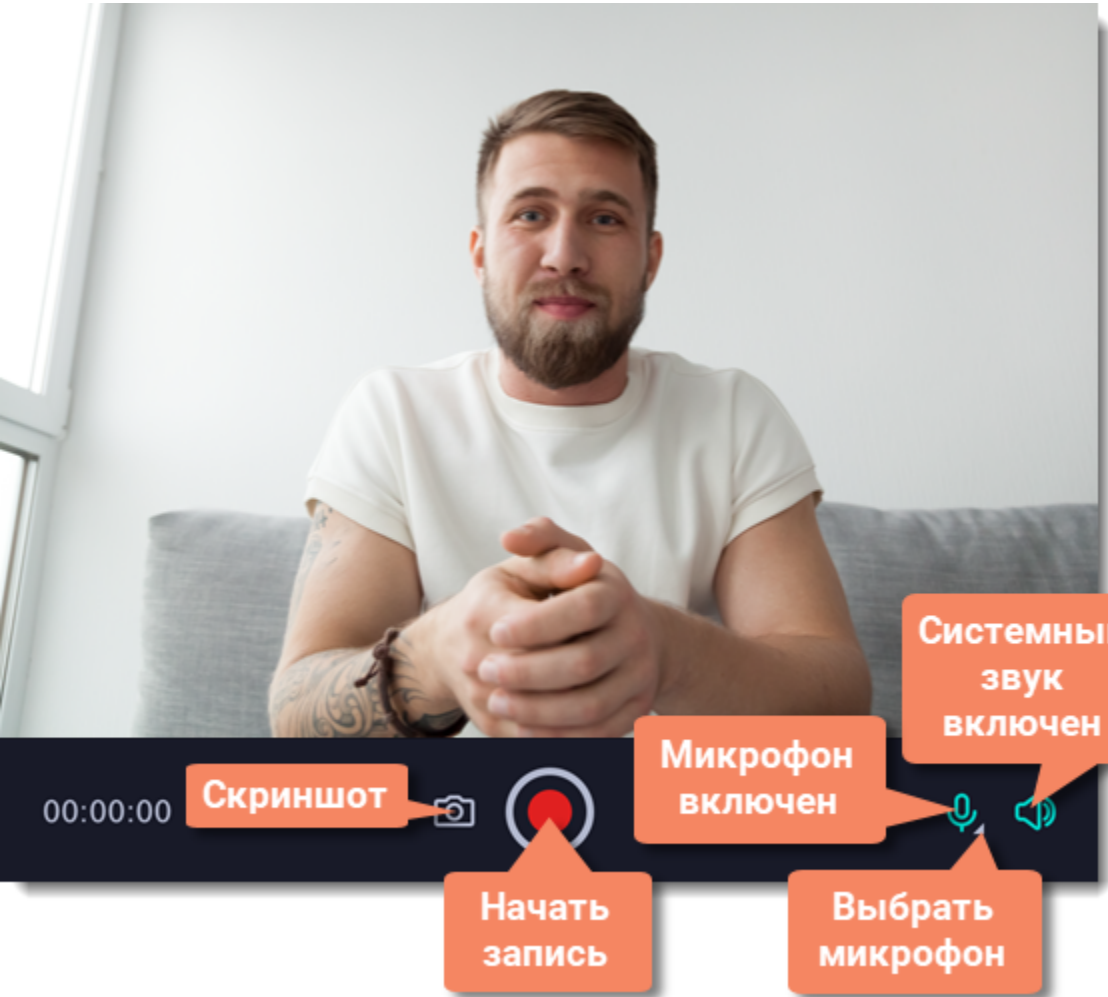 Системны
звук
включен
Микрофон
включен
00:00:00
Скриншот
Начать
запись
Выбрать
микрофон